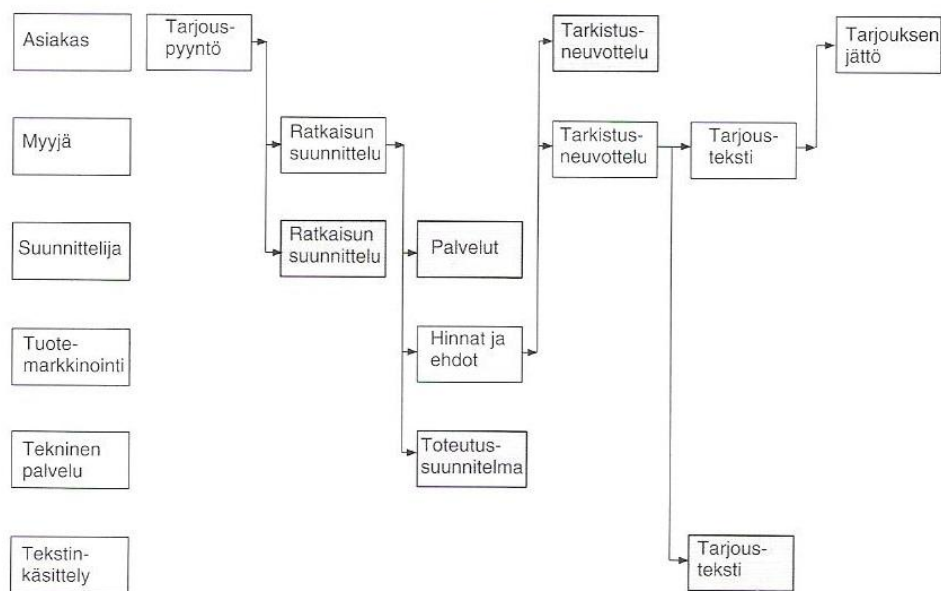 Asiakas
Tarjous-
pyyntö
Tarkistus-
neuvottelu
Tarjouksen
jättö
Myyjä
Ratkaisun
suunnittelu
Tarkistus-
neuvottelu
Tarjous-
teksti
Suunnittelija
Ratkaisun
suunnittelu
Palvelut
Tuote-
markkinointi
Hinnat ja
ehdot
Tekninen
palvelu
Toteutus-
suunnitelma
Tekstin-
käsittely
Tarjous-
teksti